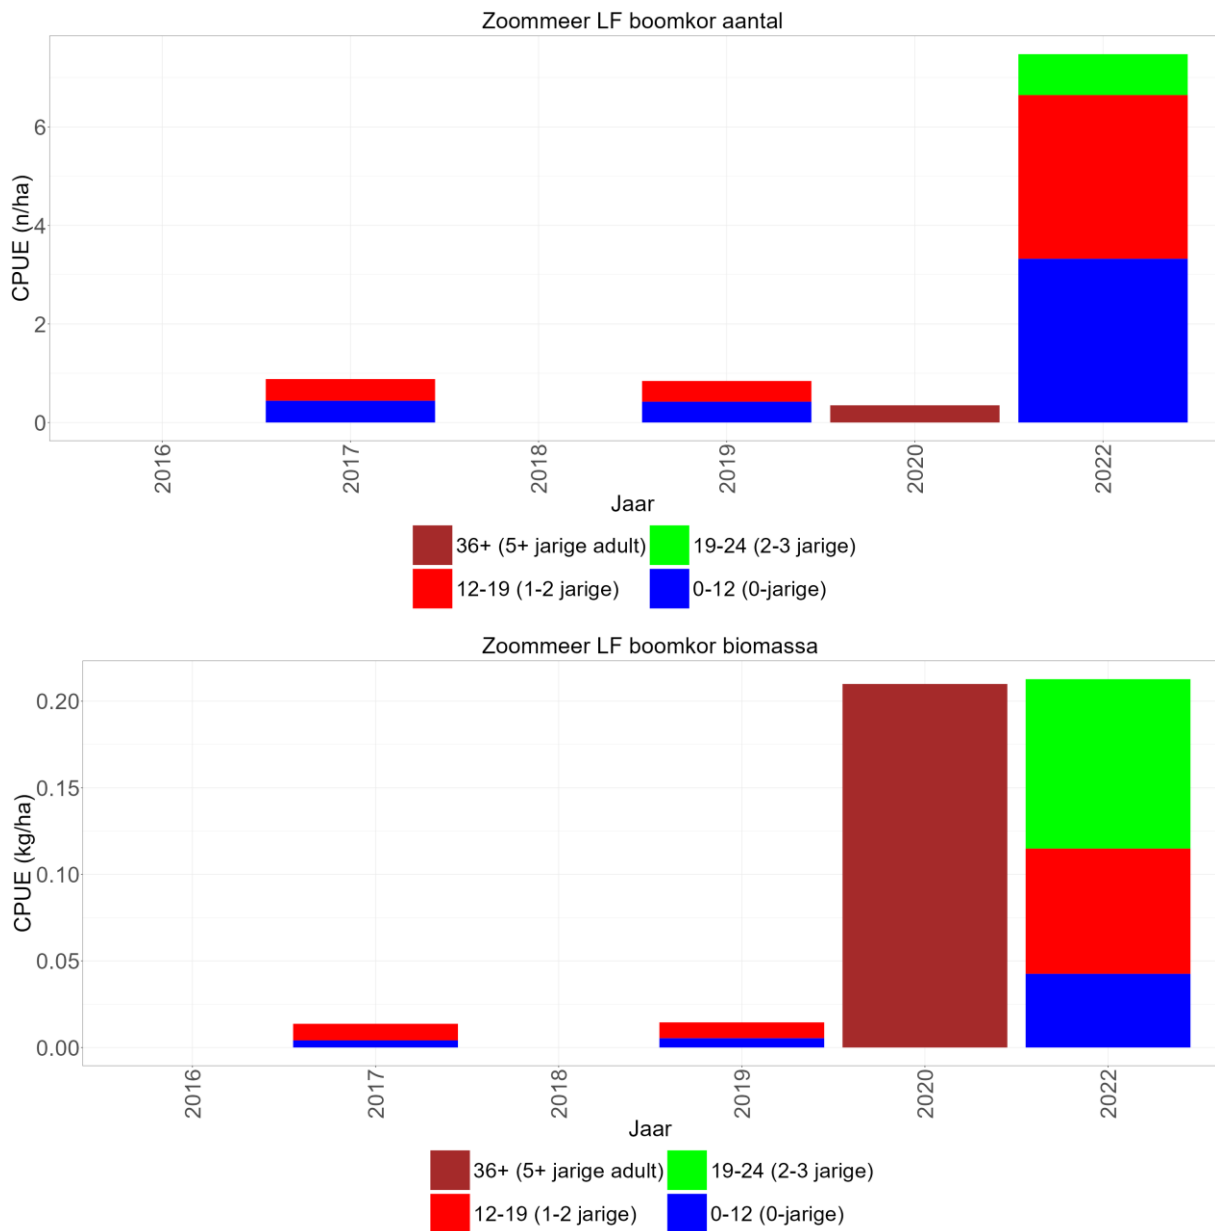 Zoommeer LF boomkor aantal
CPUE (n/ha)
6
4
2
0
2016 2017 2018 2019 2020 2022
Jaar
36+ (5+ jarige adult) 19-24 (2-3 jarige)
12-19 (1-2 jarige) 0-12 (0-jarige)
Zoommeer LF boomkor biomassa
CPUE (kg/ha)
0.20
0.15
0.10
0.05
0.00
2016 2017 2018 2019 2020 2022
Jaar
36+ (5+ jarige adult) 19-24 (2-3 jarige)
12-19 (1-2 jarige) 0-12 (0-jarige)